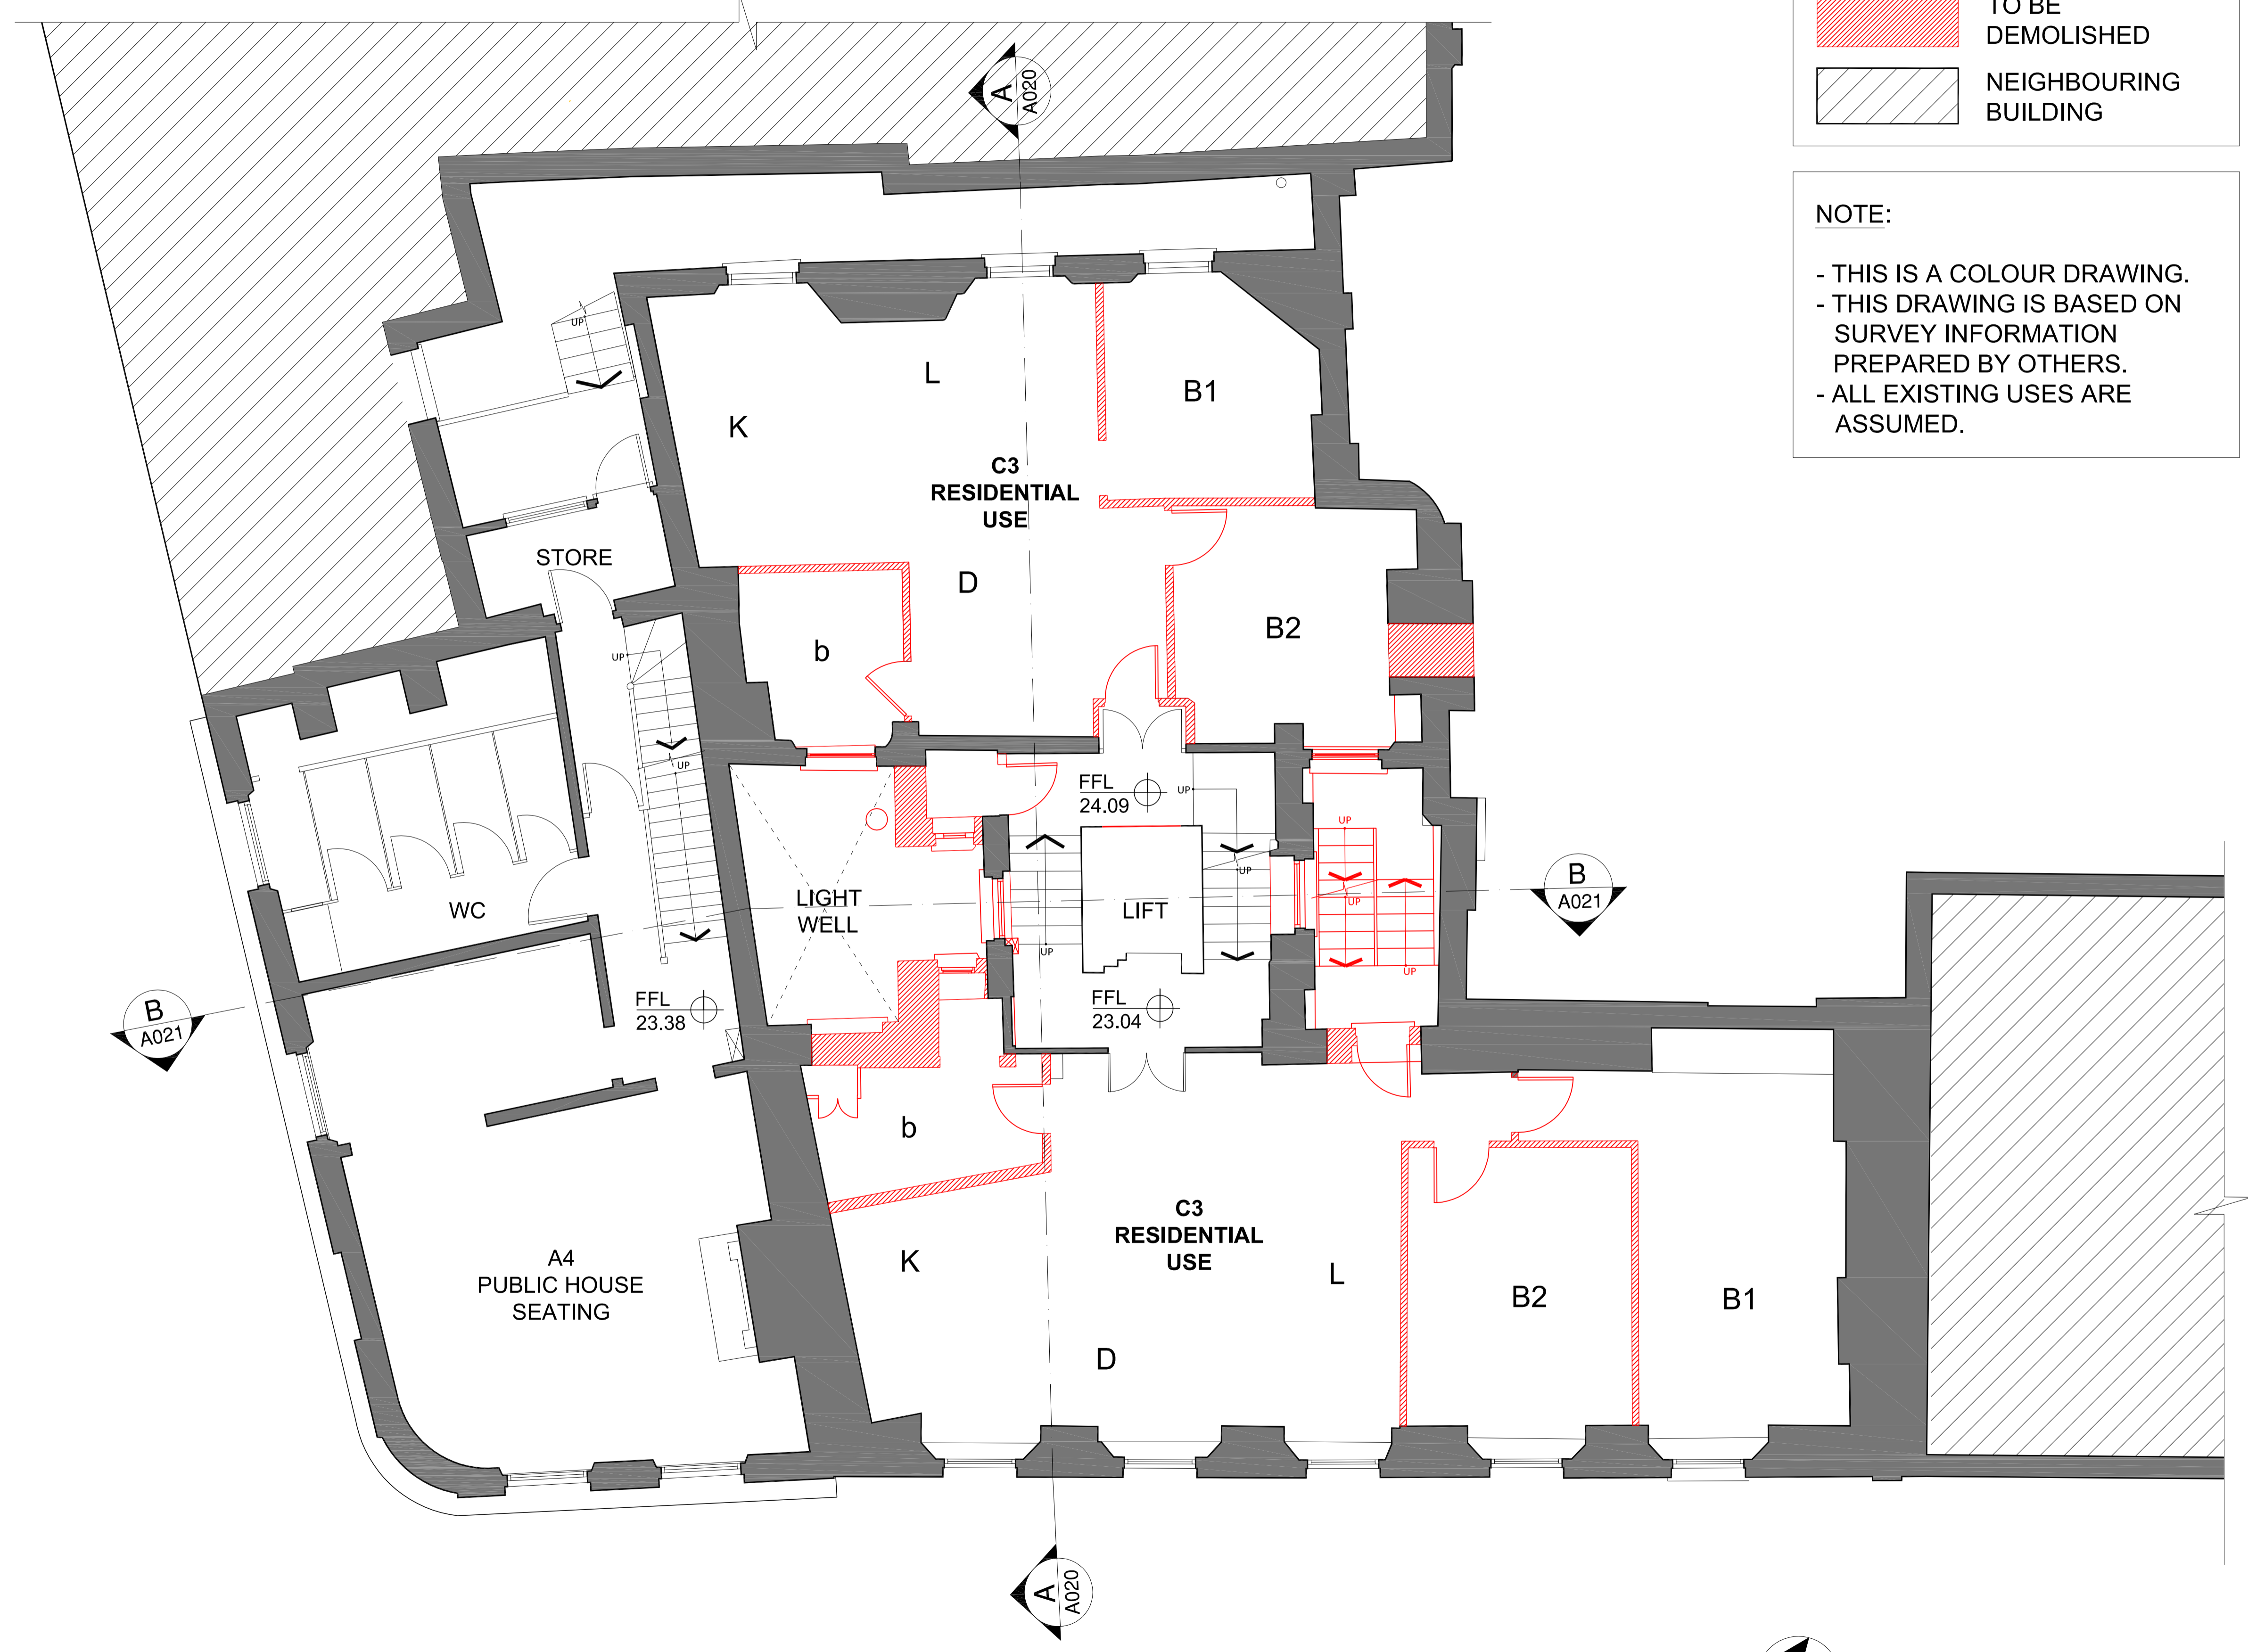 TO BE
DEMOLISHED
NEIGHBOURING
BUILDING
NOTE:
- THIS IS A COLOUR DRAWING.
- THIS DRAWING IS BASED ON
SURVEY INFORMATION
PREPARED BY OTHERS.
- ALL EXISTING USES ARE
ASSUMED.
A
A020
UP
L
B1
K
C3
RESIDENTIAL
USE
STORE
D
B2
b
UP
UP
FFL
24.09
UP
UP
UP
LIGHT
WELL
LIFT
UP
UP
UP
UP
WC
B
A021
B
A021
FFL
23.38
FFL
23.04
b
C3
RESIDENTIAL
USE
K
L
D
B2
B1
A4
PUBLIC HOUSE
SEATING
A
A020